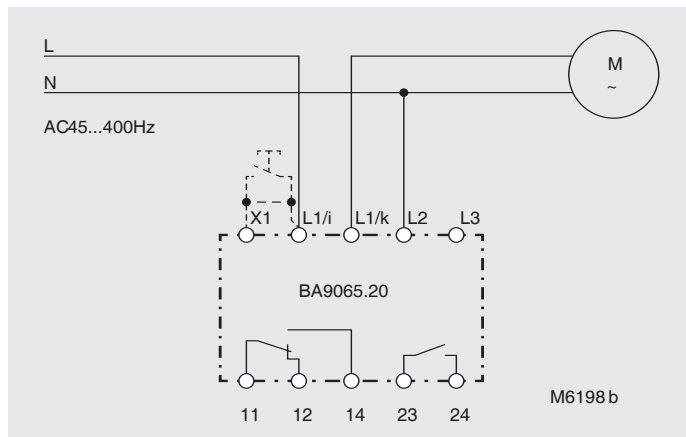 L
M
~
N
AC45...400Hz
X1 L1/i L1/k L2 L3
BA9065.20
M6198 b
11 12 14 23 24